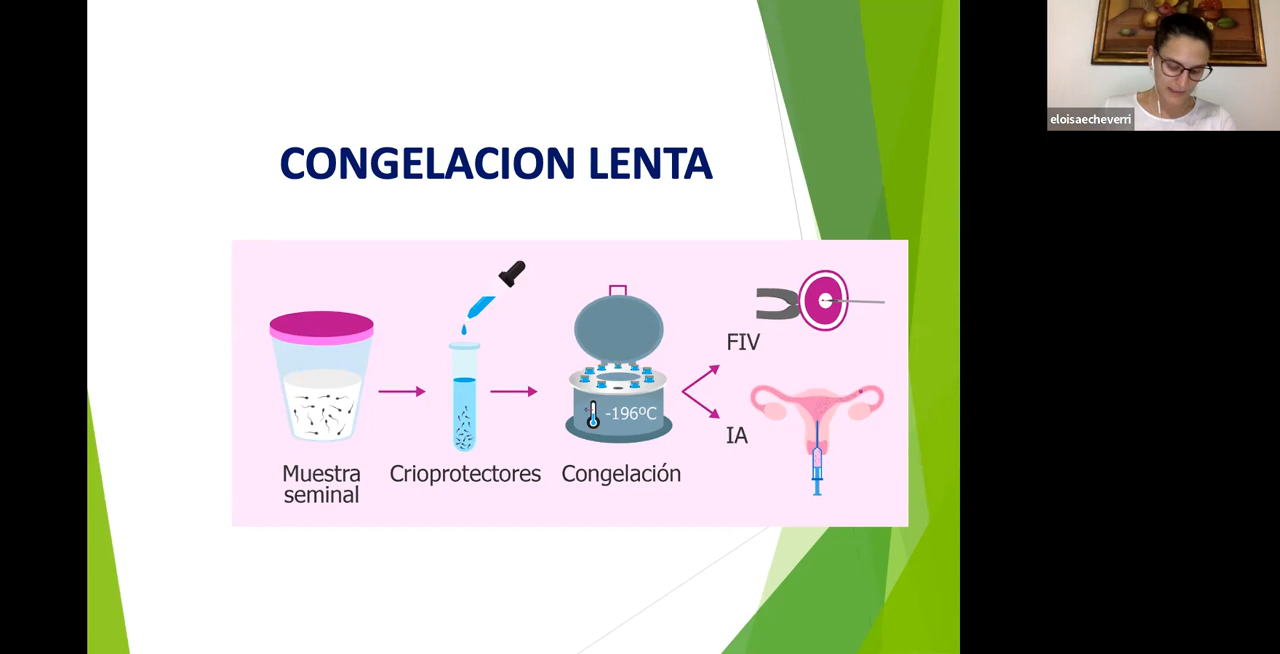 CONGELACION LENTA
eloisaecheverri
Muestra
seminal
Crioprotectores
-196ºC
Congelación
FIV
IA